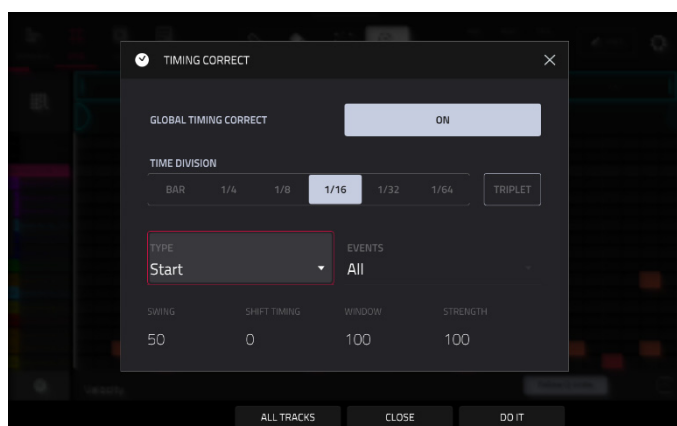 TIMING CORRECT
GLOBAL TIMING CORRECT ON
TIME DIVISION
BAR 1/4 1/8 1/16 1/32 1/64 TRIPLET
TYPE EVENTS
Start All
SWING SHIFT TIMING WINDOW STRENGTH
50 0 100 100
VELOCITY
ALL TRACKS CLOSE DO IT